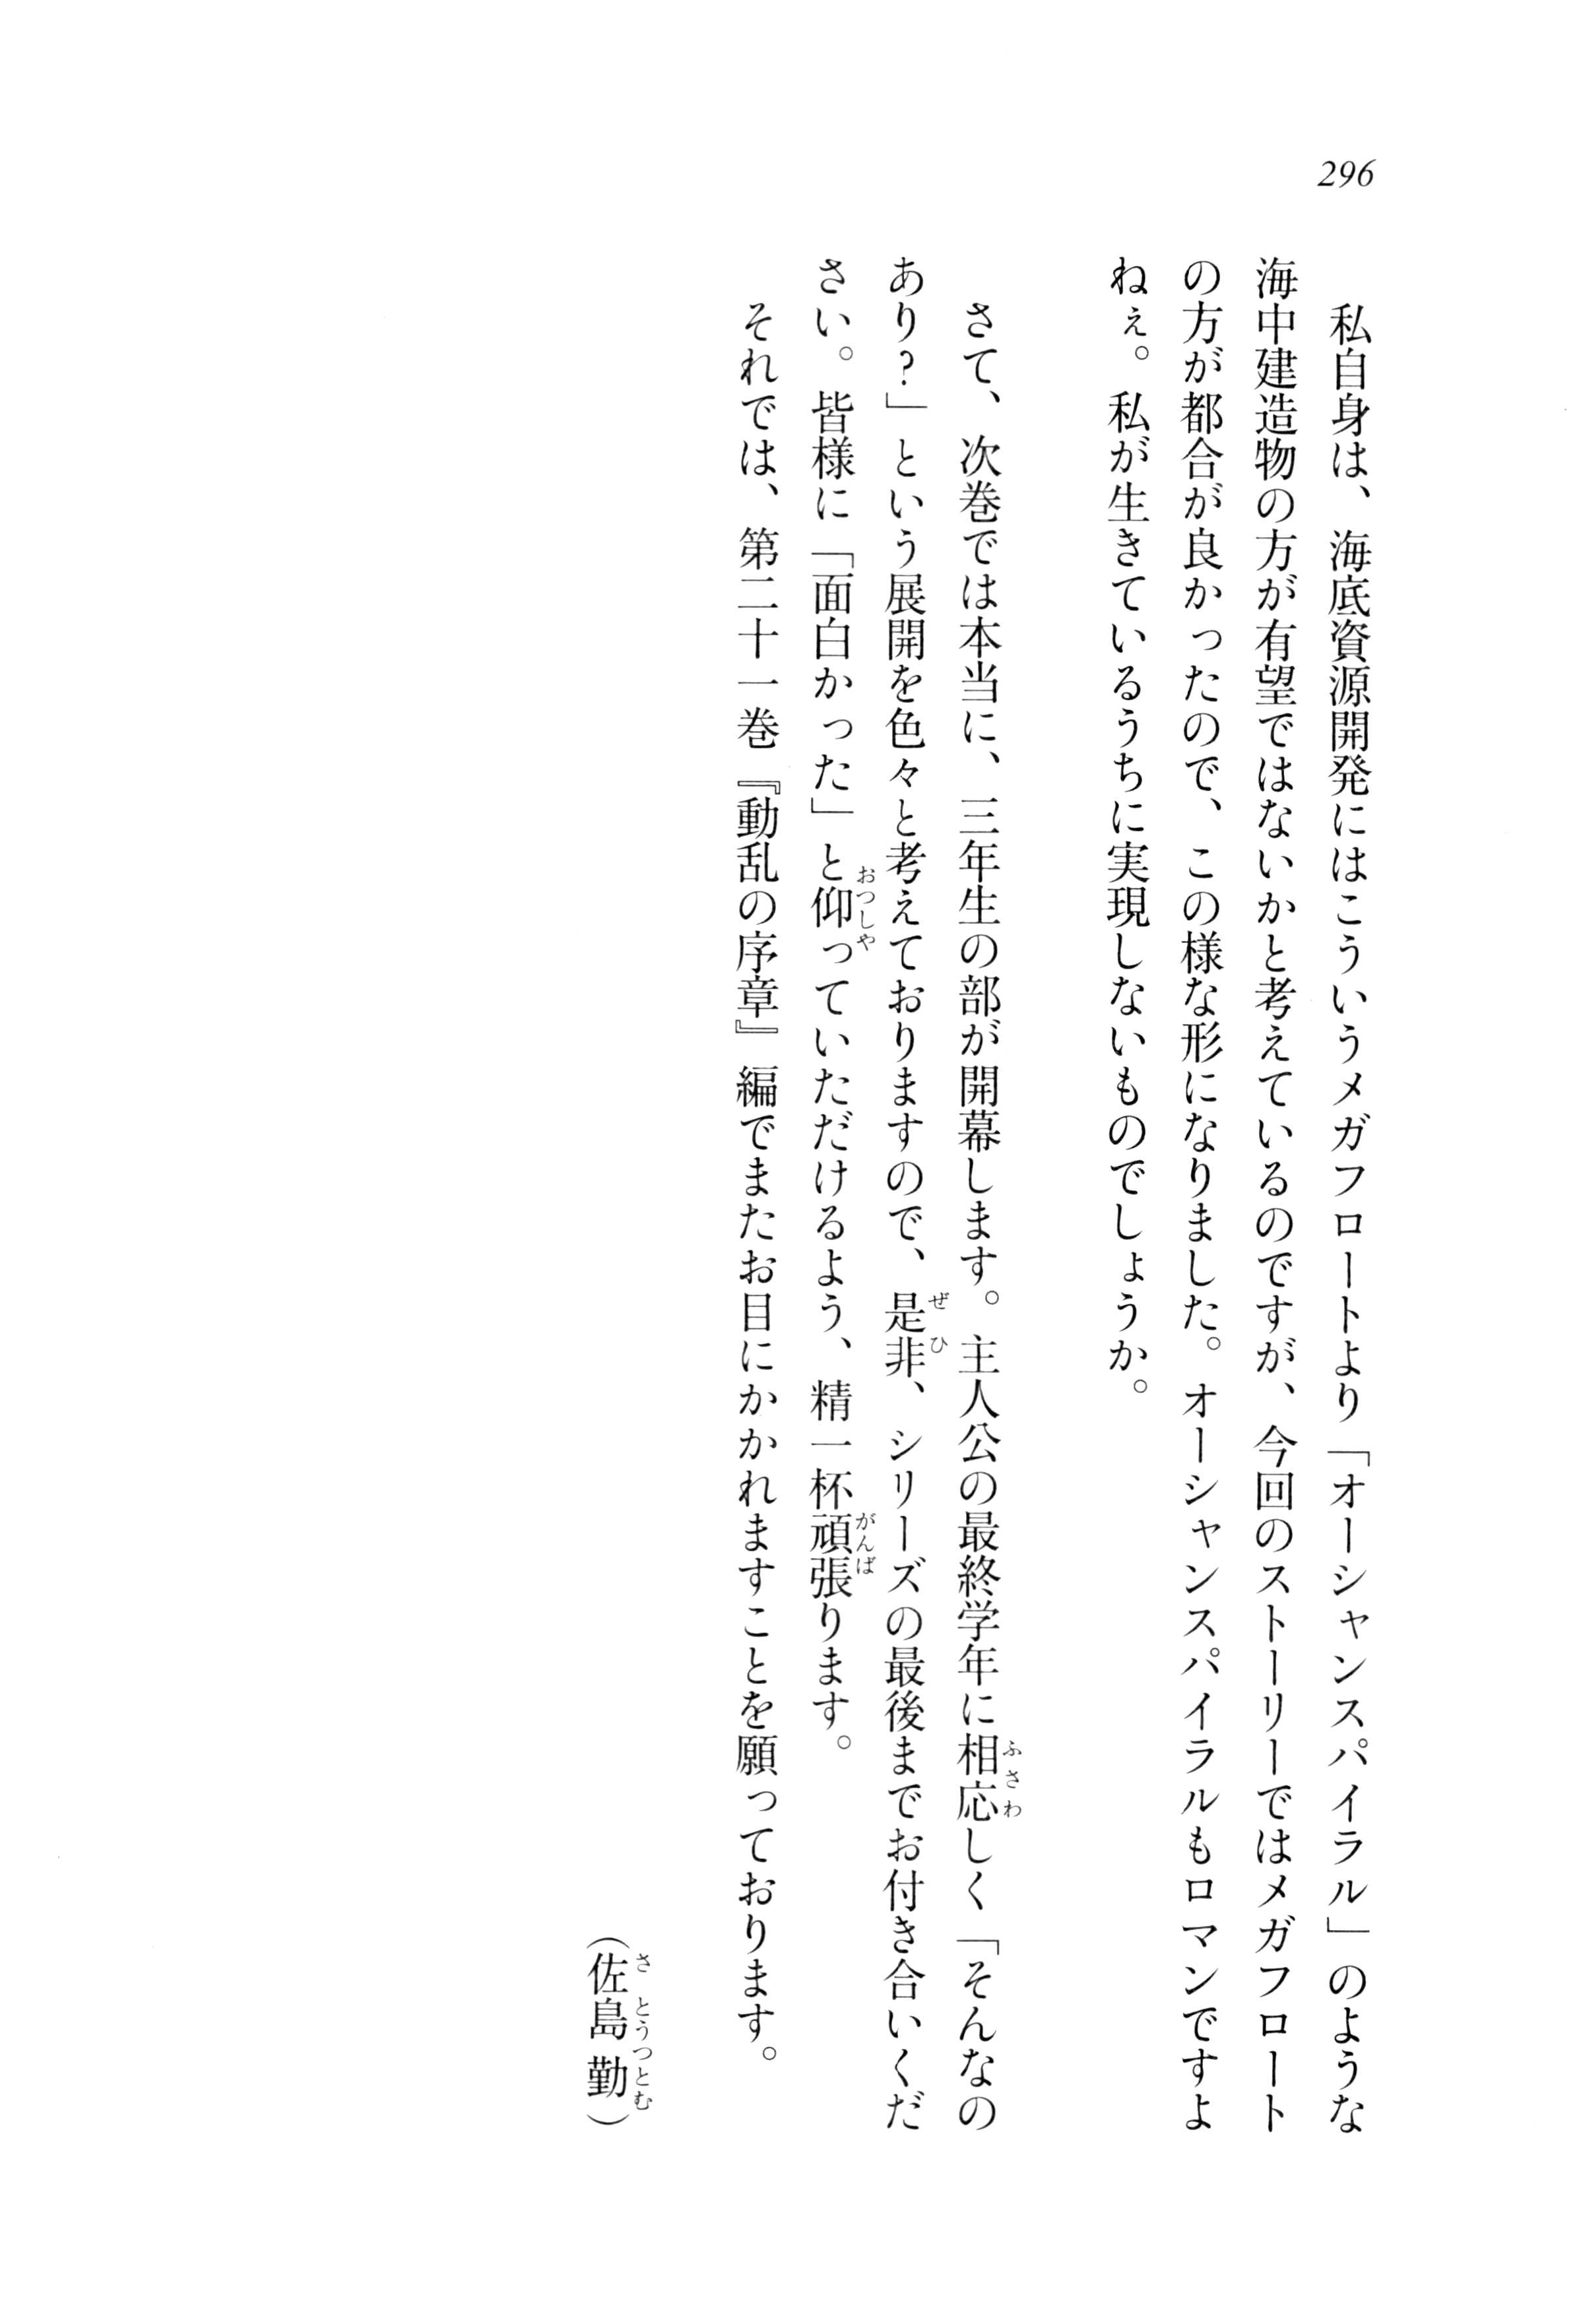 296
私自身は、海底資源開発にはこういうメガフロートより「オーシャンスパイラル」のような
海中建造物の方が有望ではないかと考えているのですが、今回のストーリーではメガフロート
の方が都合が良かったので、この様な形になりました。オーシャンスパイラルもロマンですよ
ねぇ。私が生きているうちに実現しないものでしょうか。
さて、次巻では本当に、三年生の部が開幕します。主人公の最終学年に相応しく「そんなの
あり?」という展開を色々と考えておりますので、是非、シリーズの最後までお付き合いくだ
さい。皆様に「面白かった」と仰っていただけるよう、精一杯頑張ります。
それでは、第二十一巻『動乱の序章』編でまたお目にかかれますことを願っております。
(佐島 勤)